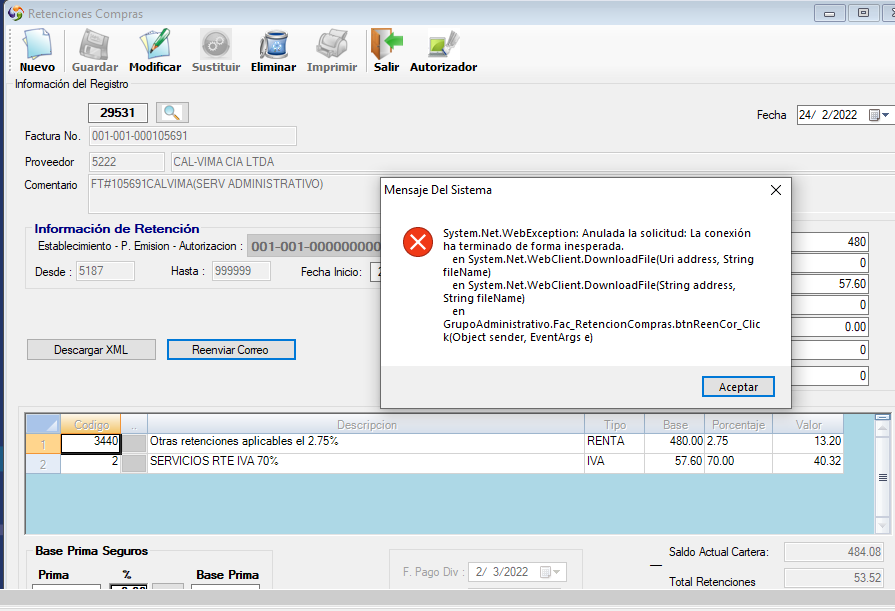 Retenciones Compras
Nuevo Guardar Modificar Sustituir Eliminar Imprimir Salir Autorizador
Información del Registro
29531
Fecha 24/ 2/2022
Factura No. 001-001-000105691
Proveedor 5222 CAL-VIMA CIA LTDA
Comentario FT#105691CALVIMA(SERV ADMINISTRATIVO)
Mensaje Del Sistema
System.Net.WebException: Anulada la solicitud: La conexión
ha terminado de forma inesperada.
en System.Net.WebClient.DownloadFile(Uri address, String
fileName)
en System.Net.WebClient.DownloadFile(String address,
String fileName)
en
GrupoAdministrativo.Fac_RetencionCompras.btnReenCor_Clic
k(Object sender, EventArgs e)
Aceptar
Información de Retención
Establecimiento - P. Emision - Autorizacion : 001-001-000000000
Desde : 5187 Hasta : 999999 Fecha Inicio:
480
0
57.60
0
0.00
0
0
Descargar XML Reenviar Correo
Codigo .. Descripcion Tipo Base Porcentaje Valor
1 3440 Otras retenciones aplicables el 2.75% RENTA 480.00 2.75 13.20
2 2 SERVICIOS RTE IVA 70% IVA 57.60 70.00 40.32
Base Prima Seguros
Prima % Base Prima
F. Pago Div : 2/ 3/2022
Saldo Actual Cartera: 484.08
Total Retenciones 53.52